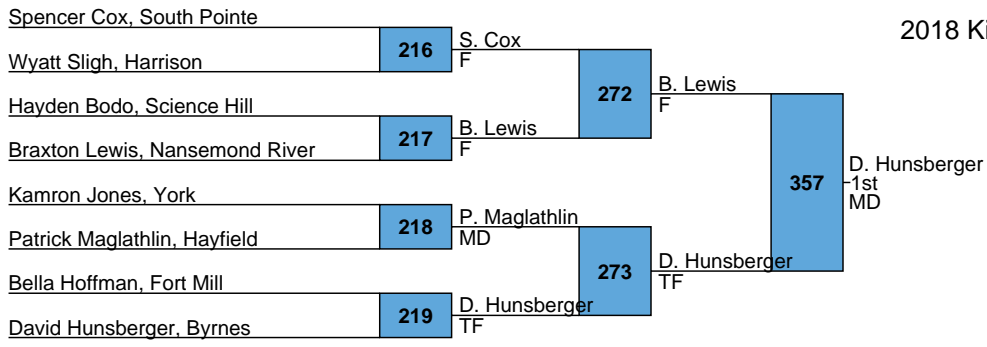 Spencer Cox, South Pointe
Wyatt Sligh, Harrison
Hayden Bodo, Science Hill
Braxton Lewis, Nansemond River
Kamron Jones, York
Patrick Maglathlin, Hayfield
Bella Hoffman, Fort Mill
David Hunsberger, Byrnes
216
217
218
219
S. Cox
F
B. Lewis
F
P. Maglathlin
MD
D. Hunsberger
TF
272
273
B. Lewis
F
D. Hunsberger
TF
357
D. Hunsberger
1st
MD
2018 Ki